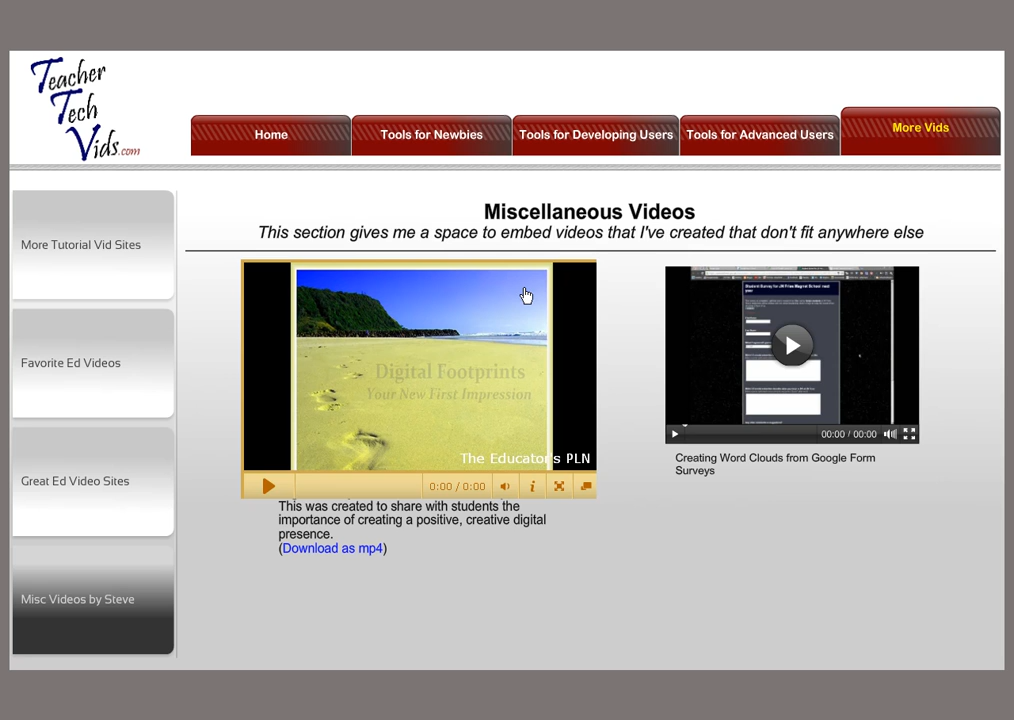 Teacher
Tech
Vids.com
Home
Tools for Newbies
Tools for Developing Users
Tools for Advanced Users
More Vids
More Tutorial Vid Sites
Favorite Ed Videos
Great Ed Video Sites
Misc Videos by Steve
Miscellaneous Videos
This section gives me a space to embed videos that I've created that don't fit anywhere else
Digital Footprints
Your New First Impression
The Educator's PLN
0:00 / 0:00
This was created to share with students the
importance of creating a positive, creative digital
presence.
(Download as mp4)
00:00 / 00:00
Creating Word Clouds from Google Form
Surveys